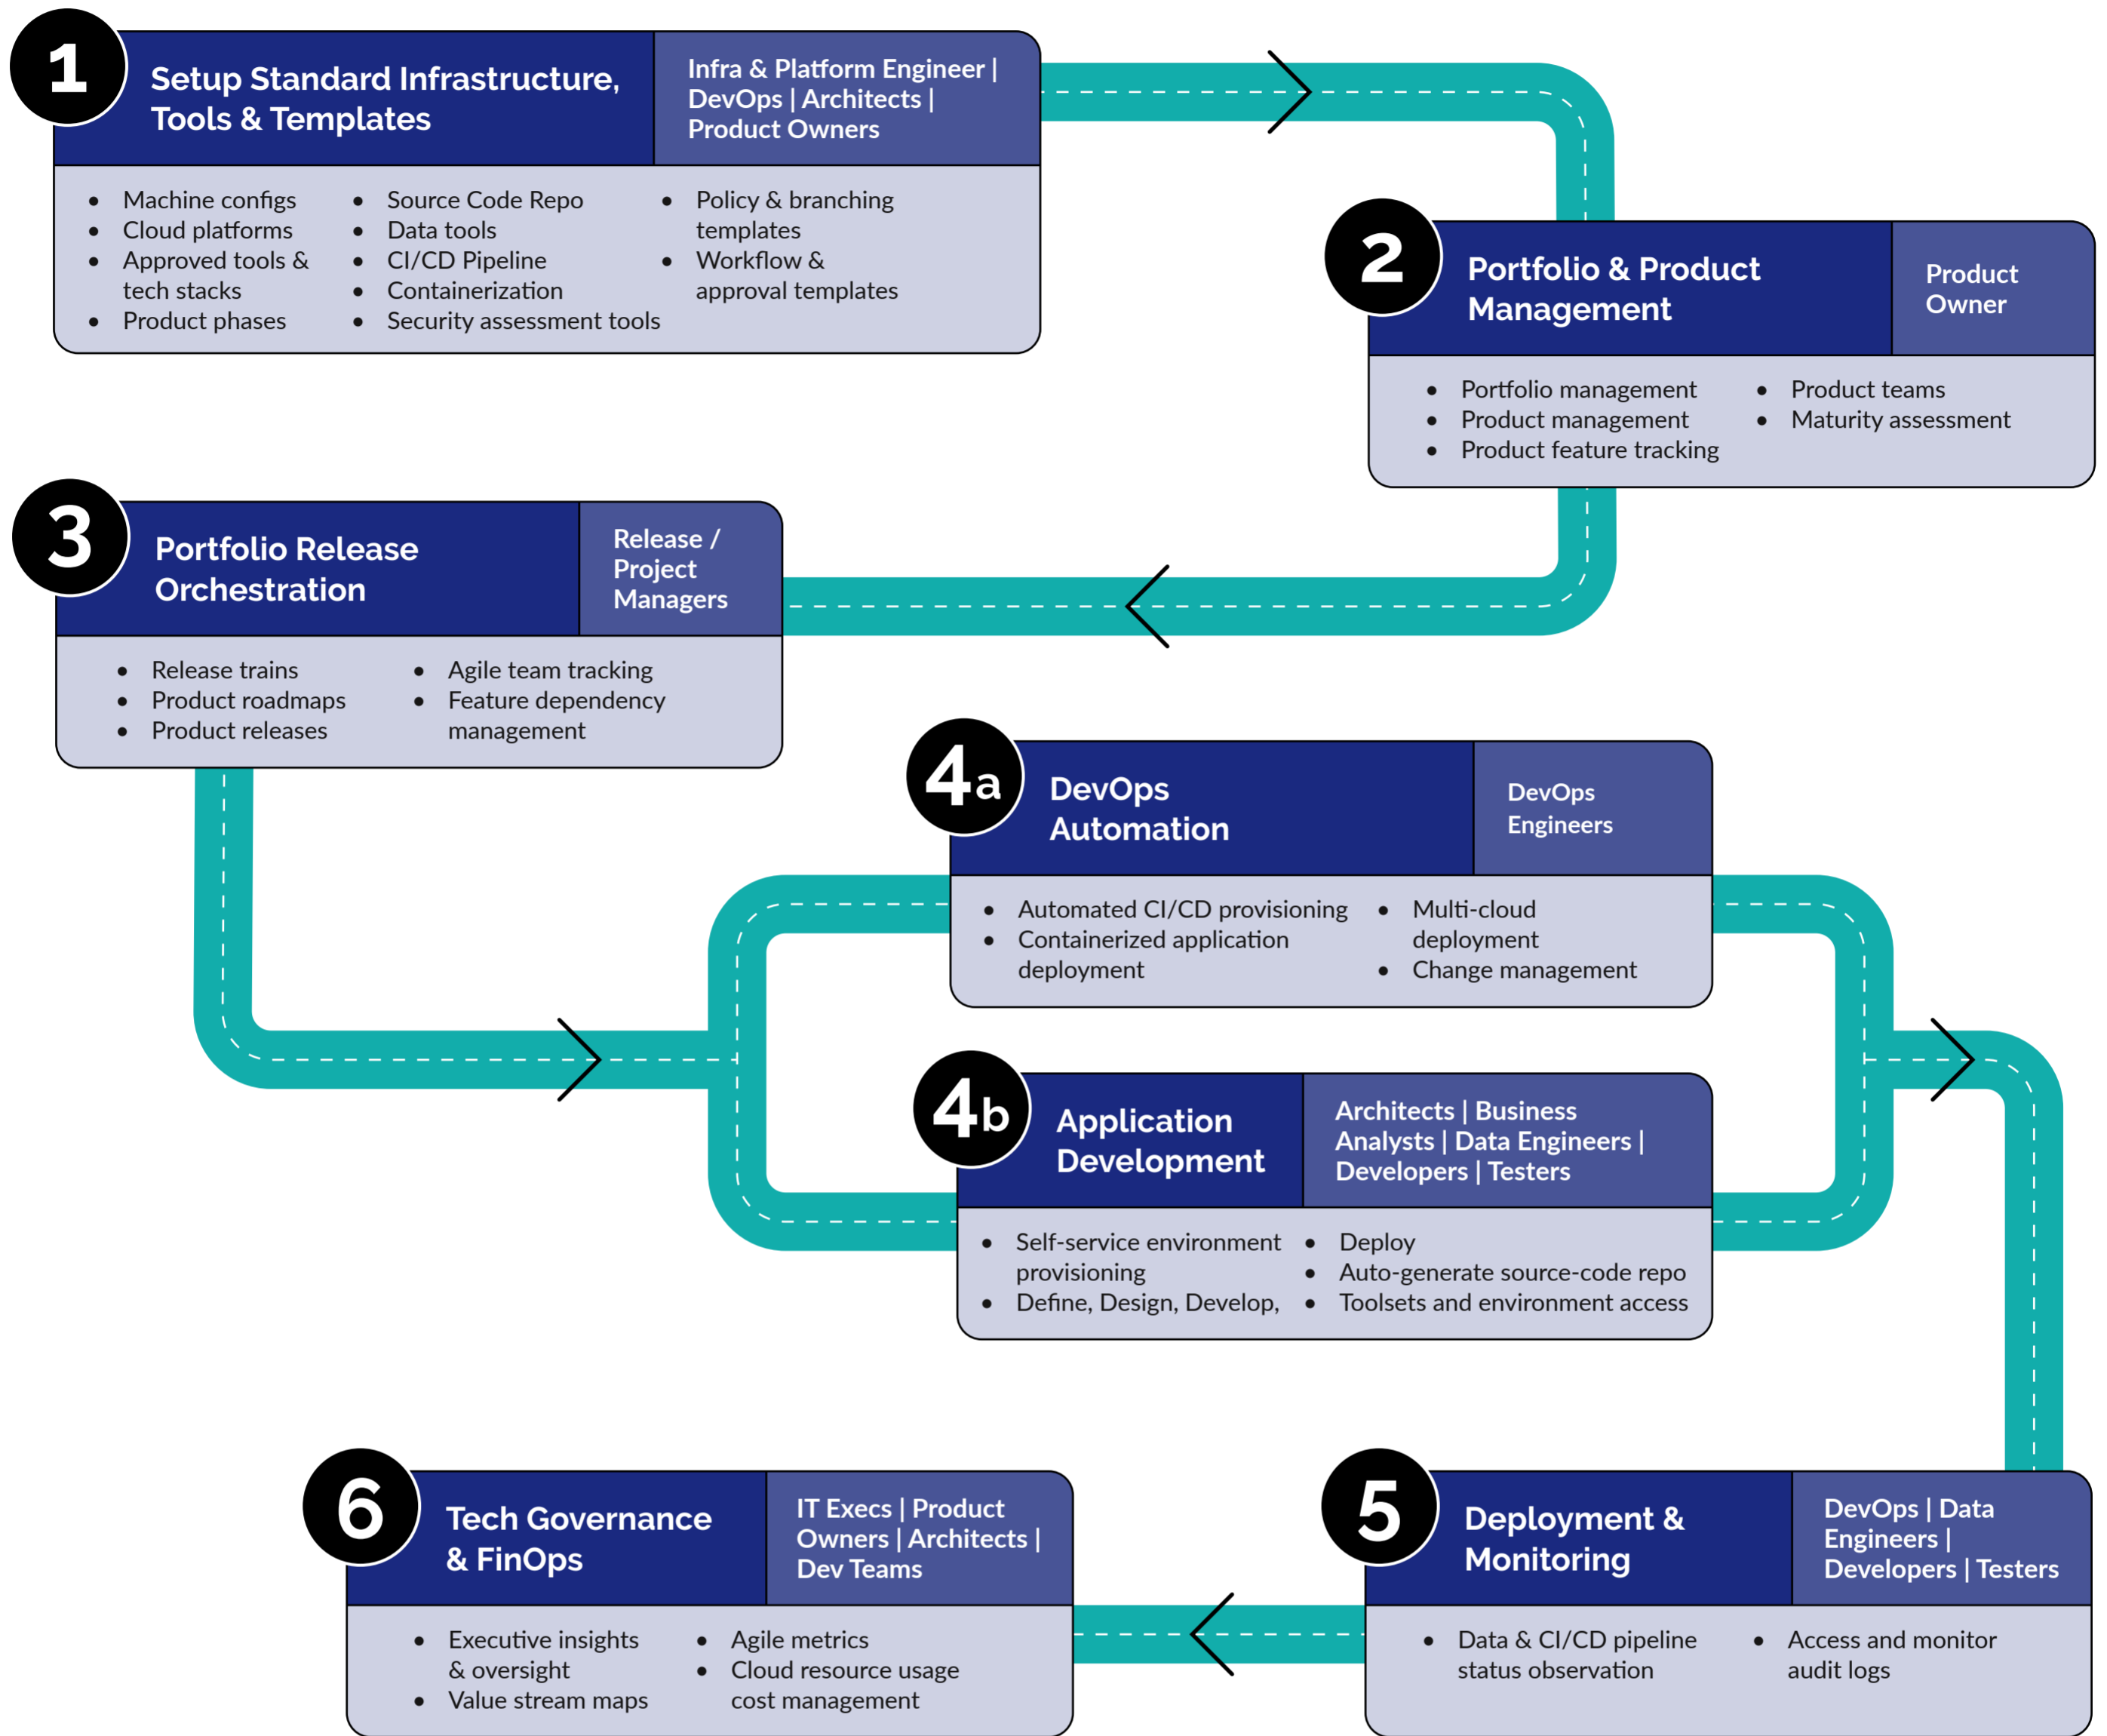 1
Setup Standard Infrastructure,
Tools & Templates
Infra & Platform Engineer |
DevOps | Architects |
Product Owners
• Machine configs
• Cloud platforms
• Approved tools &
tech stacks
• Product phases
• Source Code Repo
• Data tools
• CI/CD Pipeline
• Containerization
• Security assessment tools
• Policy & branching
templates
• Workflow &
approval templates
2
Portfolio & Product
Management
Product
Owner
• Portfolio management
• Product management
• Product feature tracking
• Product teams
• Maturity assessment
3
Portfolio Release
Orchestration
Release /
Project
Managers
• Release trains
• Product roadmaps
• Product releases
• Agile team tracking
• Feature dependency
management
4a
DevOps
Automation
DevOps
Engineers
• Automated CI/CD provisioning
• Containerized application
deployment
• Multi-cloud
deployment
• Change management
4b
Application
Development
Architects | Business
Analysts | Data Engineers |
Developers | Testers
• Self-service environment
provisioning
• Define, Design, Develop,
• Deploy
• Auto-generate source-code repo
• Toolsets and environment access
5
Deployment &
Monitoring
DevOps | Data
Engineers |
Developers | Testers
• Data & CI/CD pipeline
status observation
• Access and monitor
audit logs
6
Tech Governance
& FinOps
IT Execs | Product
Owners | Architects |
Dev Teams
• Executive insights
& oversight
• Value stream maps
• Agile metrics
• Cloud resource usage
cost management